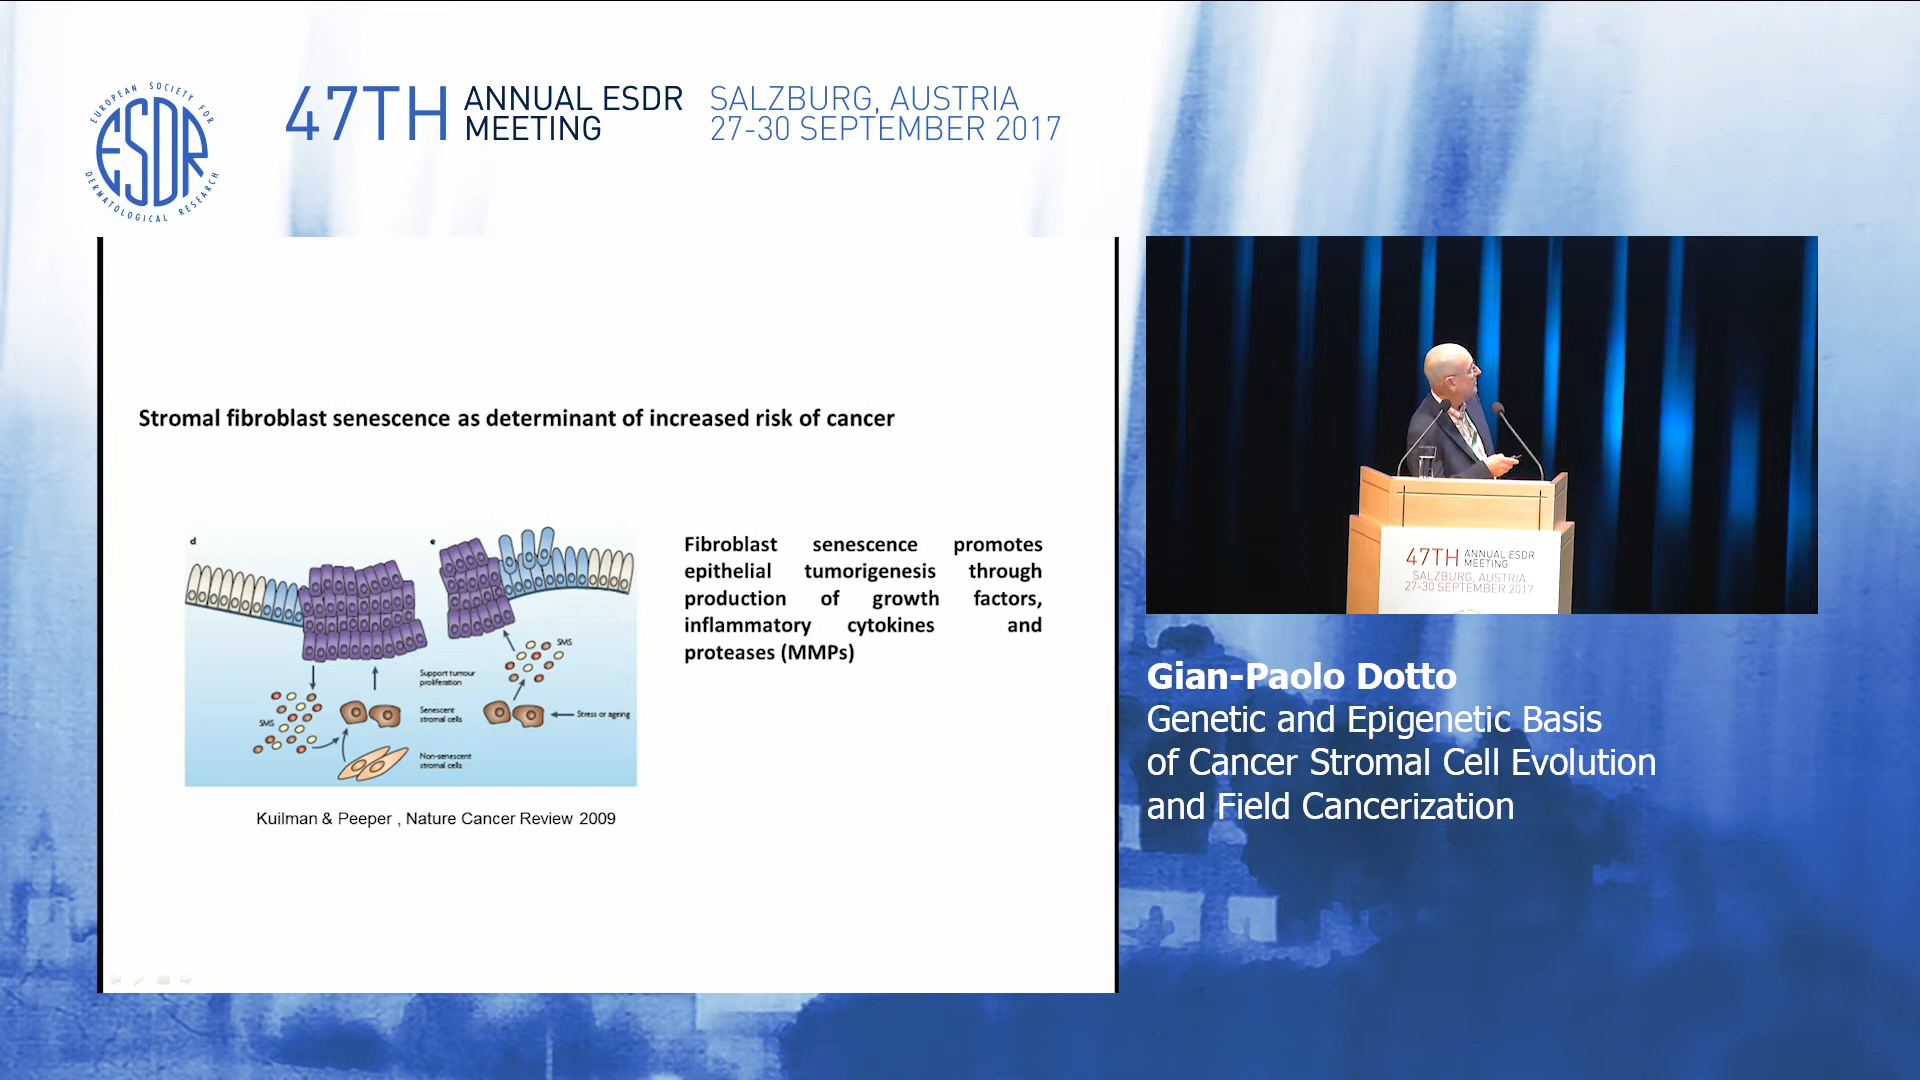 EUROPEAN SOCIETY FOR
ESDR
DERMATOLOGICAL RESEARCH
47TH ANNUAL ESDR MEETING
SALZBURG, AUSTRIA
27-30 SEPTEMBER 2017
Stromal fibroblast senescence as determinant of increased risk of cancer
d
e
SMS
Support tumour
proliferation
SMS
Senescent
stromal cells
Stress or ageing
Non-senescent
stromal cells
Kuilman & Peeper , Nature Cancer Review 2009
Fibroblast senescence promotes
epithelial tumorigenesis through
production of growth factors,
inflammatory cytokines and
proteases (MMPs)
47TH ANNUAL ESDR
MEETING
SALZBURG, AUSTRIA
27-30 SEPTEMBER 2017
Gian-Paolo Dotto
Genetic and Epigenetic Basis
of Cancer Stromal Cell Evolution
and Field Cancerization